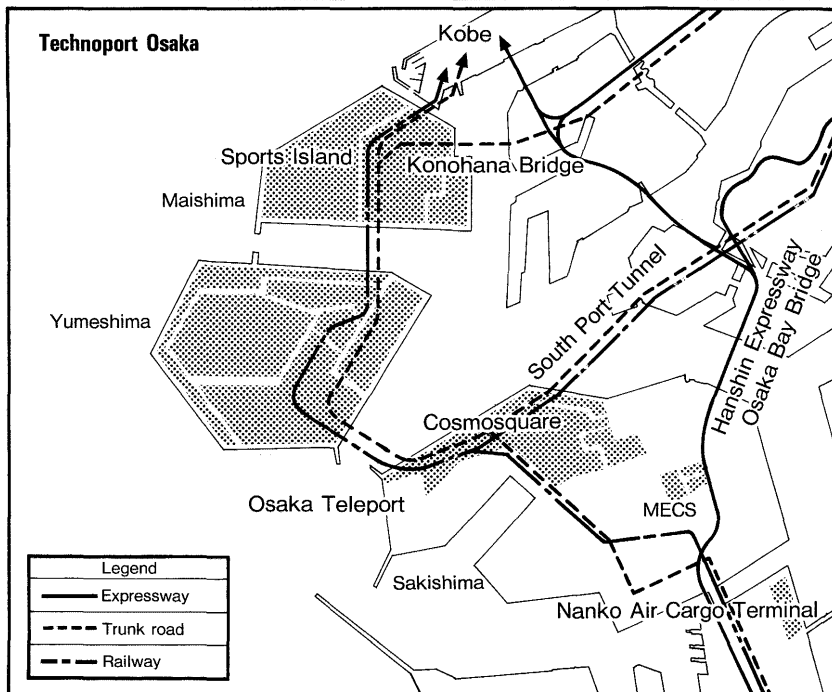 Technoport Osaka
Kobe
Sports Island
Konohana Bridge
Maishima
South Port Tunnel
Hanshin Expressway
Osaka Bay Bridge
Yumeshima
Cosmosquare
Osaka Teleport
MECS
Sakishima
Nanko Air Cargo Terminal
Legend
Expressway
Trunk road
Railway